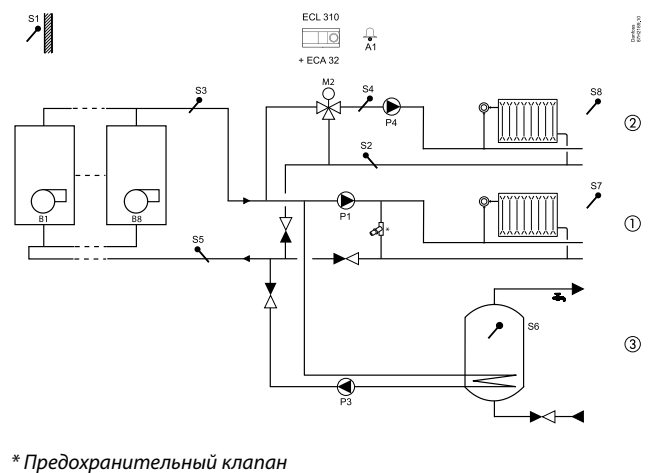 ECL 310
S1
A1
+ ECA 32
M2
S3
S4
S8
P4
②
S2
S7
B1
B8
P1
①
*
S5
S6
③
P3
* Предохранительный клапан